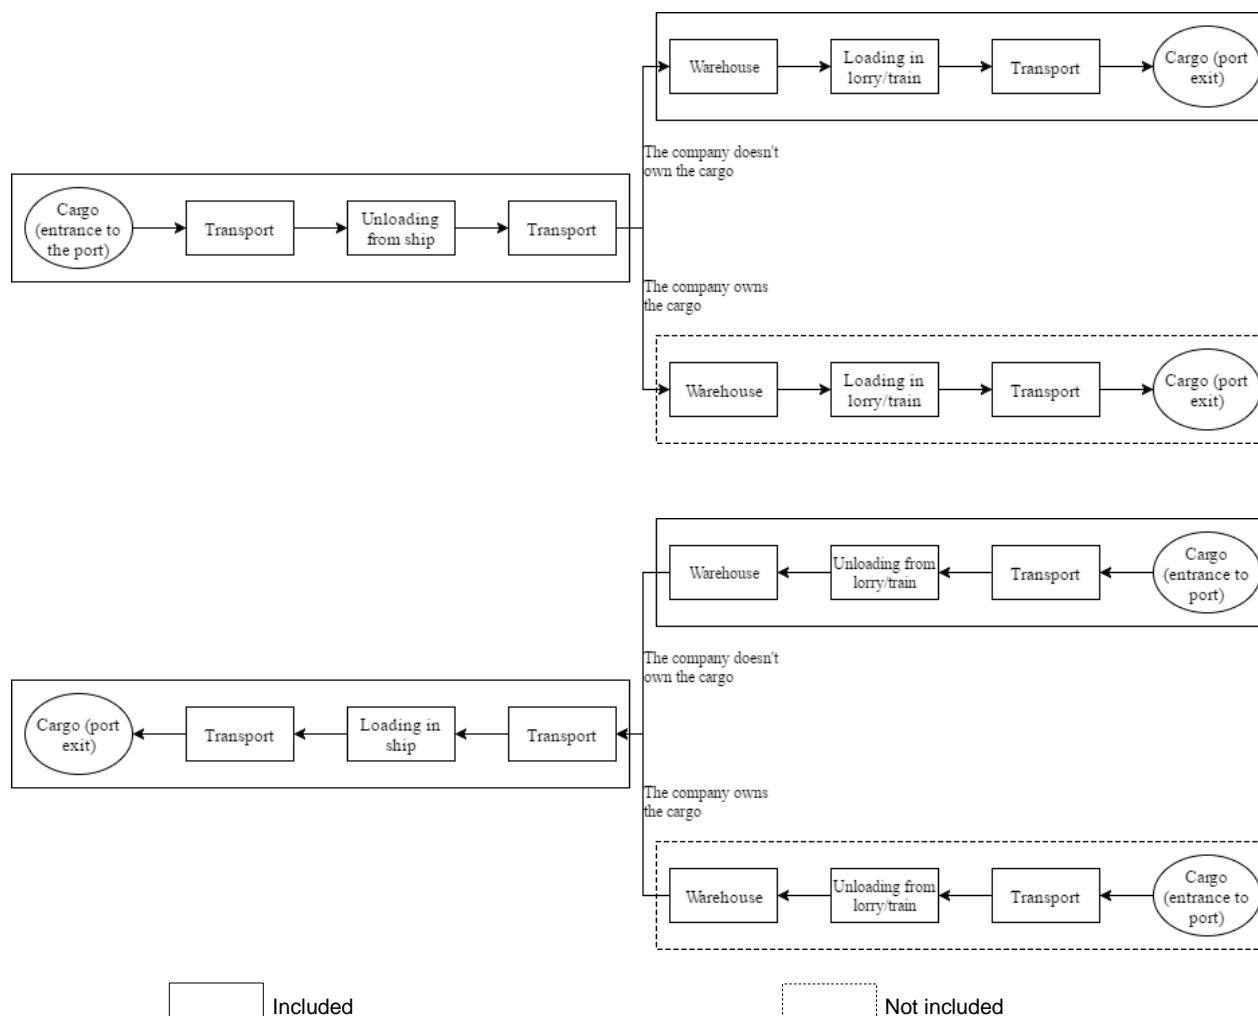 Warehouse
Loading in
lorry/train
Transport
Cargo (port
exit)
The company doesn't
own the cargo
Cargo
(entrance to
the port)
Transport
Unloading
from ship
Transport
The company owns
the cargo
Warehouse
Loading in
lorry/train
Transport
Cargo (port
exit)
Warehouse
Unloading from
lorry/train
Transport
Cargo
(entrance to
port)
The company doesn't
own the cargo
Cargo (port
exit)
Transport
Loading in
ship
Transport
The company owns
the cargo
Warehouse
Unloading from
lorry/train
Transport
Cargo
(entrance to
port)
Included
Not included